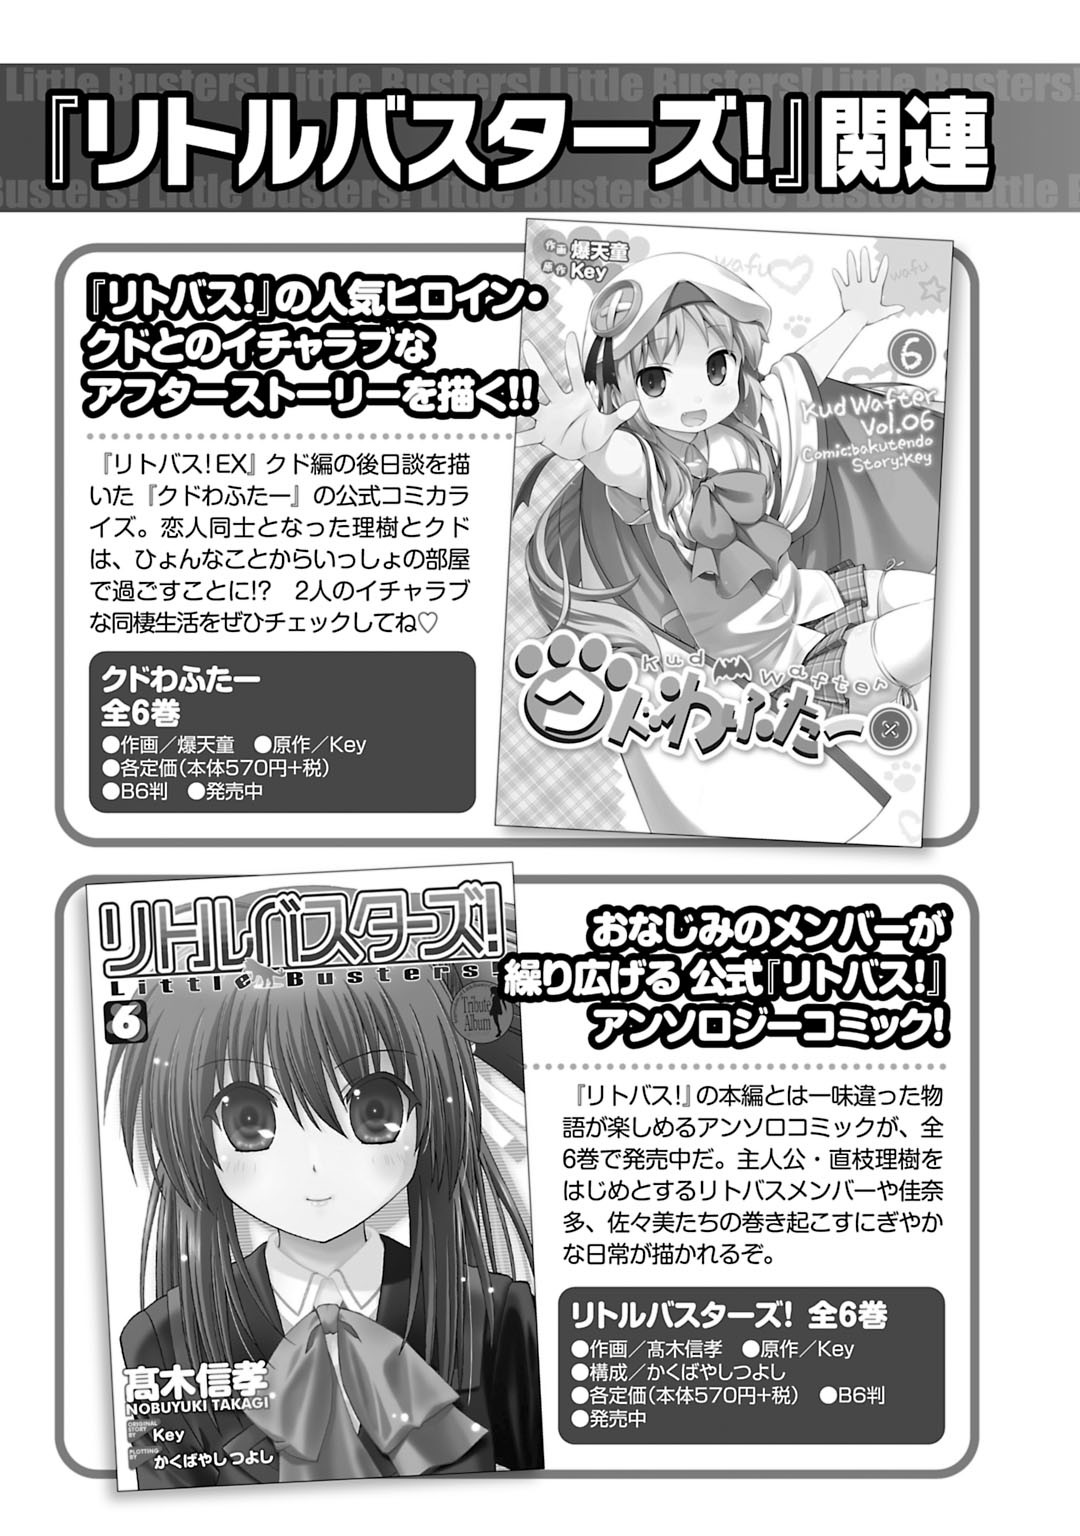 Little Busters! Little Busters! Little Busters! Little Busters!
『リトルバスターズ!』関連
Busters! Little Busters! Little Busters! Little Busters! Little Bu
『リトバス!』の人気ヒロイン・
クドとのイチャラブな
アフターストーリーを描く!!
『リトバス!EX』クド編の後日談を描
いた『クドわふたー』の公式コミカラ
イズ。恋人同士となった理樹とクド
は、ひょんなことからいっしょの部屋
で過ごすことに!?　2人のイチャラブ
な同棲生活をぜひチェックしてね♡
クドわふたー
全6巻
●作画／爆天童　●原作／Key
●各定価(本体570円+税)
●B6判　●発売中
作画 爆天童
原作 Key
wafu
wafu
6
Kud Wafter
Vol.06
Comic:bakutendo
Story:Key
Kud Wafter
クドわふたー
リトルバスターズ!
Little Busters!
6
Tribute
Album
髙木信孝
NOBUYUKI TAKAGI
ORIGINAL
STORY
BY
Key
PLOTTING
BY
かくばやしつよし
おなじみのメンバーが
繰り広げる 公式『リトバス!』
アンソロジーコミック!
『リトバス!』の本編とは一味違った物
語が楽しめるアンソロコミックが、全
6巻で発売中だ。主人公・直枝理樹を
はじめとするリトバスメンバーや佳奈
多、佐々美たちの巻き起こすにぎやか
な日常が描かれるぞ。
リトルバスターズ! 全6巻
●作画／髙木信孝　●原作／Key
●構成／かくばやしつよし
●各定価(本体570円+税)　●B6判
●発売中